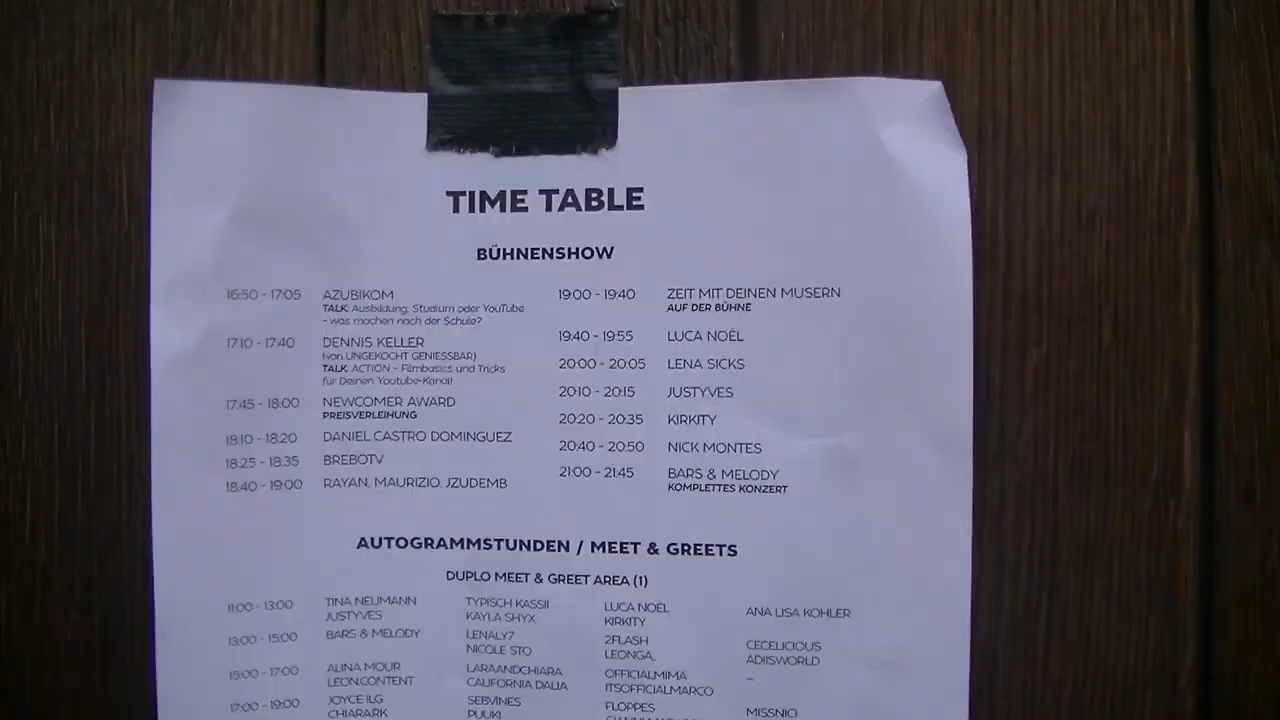 TIME TABLE
BÜHNENSHOW
16:50 - 17:05 AZUBIKOM
TALK: Ausbildung, Studium oder YouTube
- was machen nach der Schule?
17:10 - 17:40 DENNIS KELLER
(von UNGEKOCHT GENIESSBAR)
TALK: ACTION - Filmbasics und Tricks
für Deinen Youtube-Kanal)
17:45 - 18:00 NEWCOMER AWARD
PREISVERLEIHUNG
18:10 - 18:20 DANIEL CASTRO DOMINGUEZ
18:25 - 18:35 BREBOTV
18:40 - 19:00 RAYAN, MAURIZIO, JZUDEMB
19:00 - 19:40 ZEIT MIT DEINEN MUSERN
AUF DER BÜHNE
19:40 - 19:55 LUCA NOÉL
20:00 - 20:05 LENA SICKS
20:10 - 20:15 JUSTYVES
20:20 - 20:35 KIRKITY
20:40 - 20:50 NICK MONTES
21:00 - 21:45 BARS & MELODY
KOMPLETTES KONZERT
AUTOGRAMMSTUNDEN / MEET & GREETS
DUPLO MEET & GREET AREA (1)
11:00 - 13:00 TINA NEUMANN TYPISCH KASSII LUCA NOÉL ANA LISA KOHLER
JUSTYVES KAYLA SHYX KIRKITY
13:00 - 15:00 BARS & MELODY LENALY7 2FLASH CECELICIOUS
NICOLE STO LEONGA_ ADIISWORLD
15:00 - 17:00 ALINA MOUR LARAANDCHIARA OFFICIALMIMA –
LEON.CONTENT CALIFORNIA DALIA ITSOFFICIALMARCO
17:00 - 19:00 JOYCE ILG SEBVINES FLOPPES MISSNICI
CHIARARK PUUKI